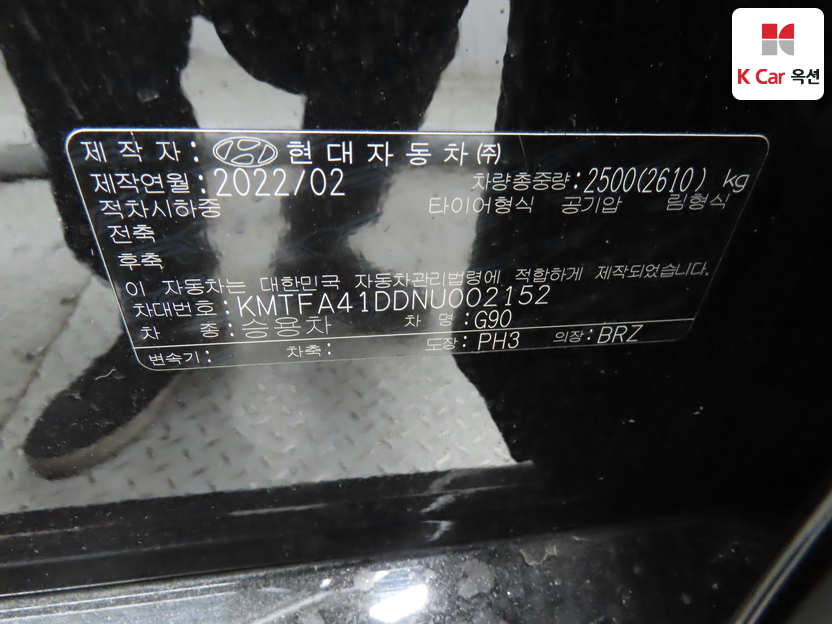 K Car 옥션
제 작 자 : HYUNDAI 현 대 자 동 차 ㈜
제작연월 : 2022/02 차량총중량 : 2500(2610) kg
적차시하중 타이어형식 공기압 림형식
전축
후축
이 자동차는 대한민국 자동차관리법령에 적합하게 제작되었습니다.
차대번호 : KMTFA41DDNU002152
차 종 : 승용차 차 명 : G90
변속기 : 차축 : 도장 : PH3 의장 : BRZ